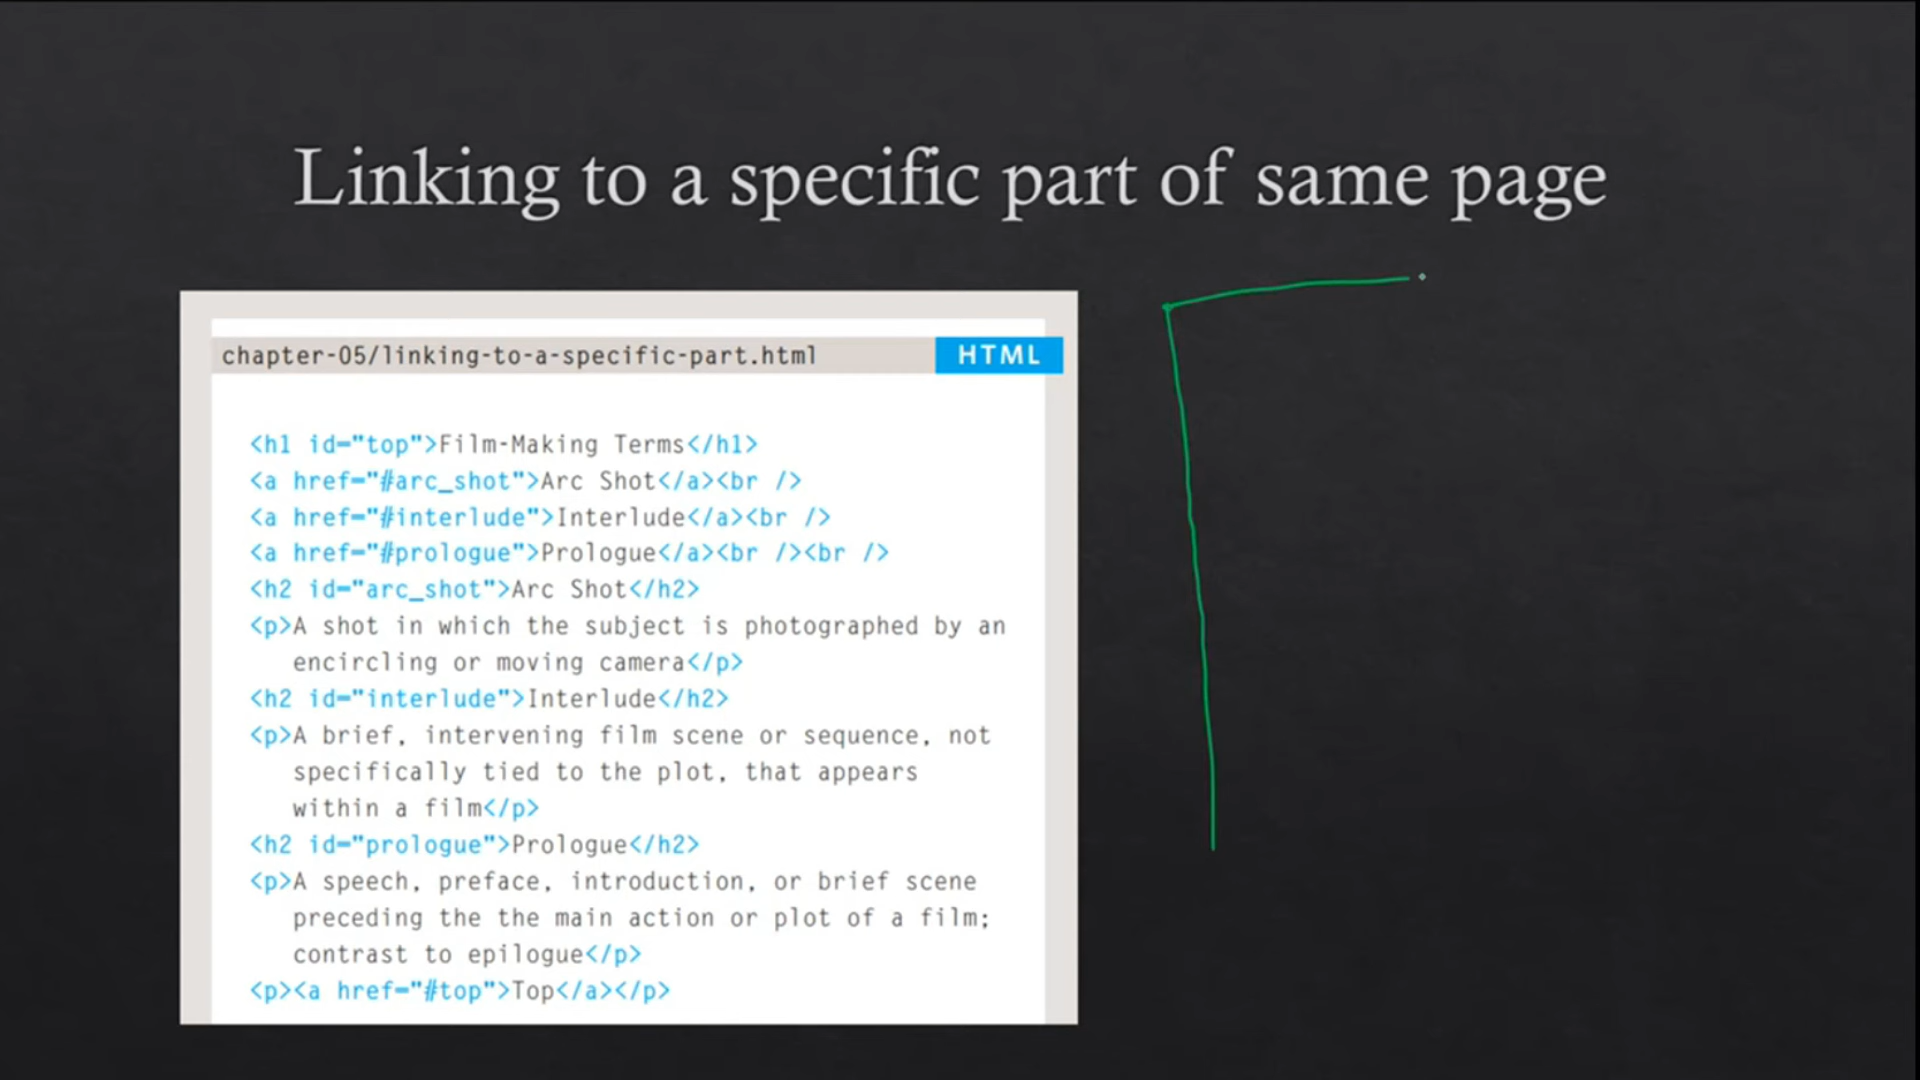 Linking to a specific part of same page
chapter-05/linking-to-a-specific-part.html HTML
<h1 id="top">Film-Making Terms</h1>
<a href="#arc_shot">Arc Shot</a><br />
<a href="#interlude">Interlude</a><br />
<a href="#prologue">Prologue</a><br /><br />
<h2 id="arc_shot">Arc Shot</h2>
<p>A shot in which the subject is photographed by an
encircling or moving camera</p>
<h2 id="interlude">Interlude</h2>
<p>A brief, intervening film scene or sequence, not
specifically tied to the plot, that appears
within a film</p>
<h2 id="prologue">Prologue</h2>
<p>A speech, preface, introduction, or brief scene
preceding the the main action or plot of a film;
contrast to epilogue</p>
<p><a href="#top">Top</a></p>